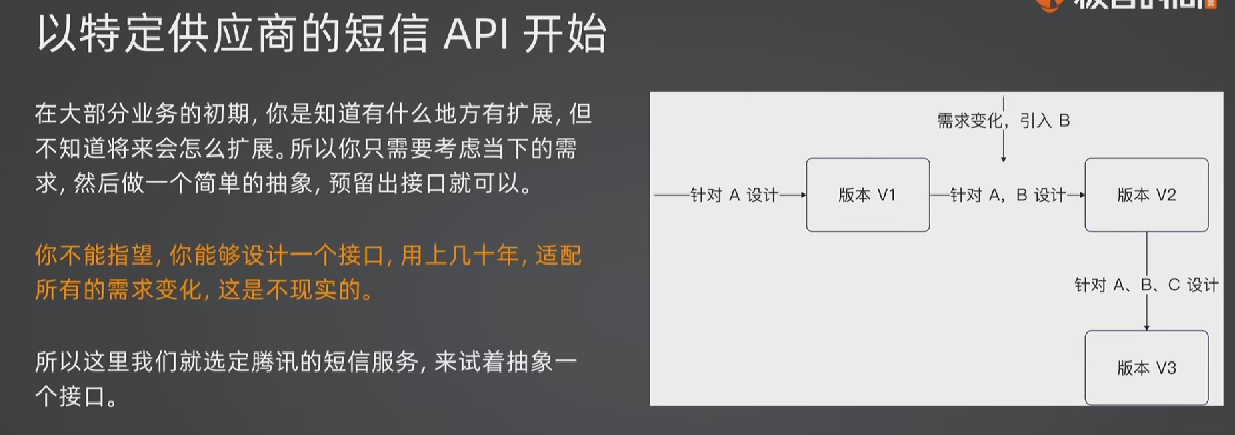 以特定供应商的短信 API 开始
在大部分业务的初期, 你是知道有什么地方有扩展, 但
不知道将来会怎么扩展。所以你只需要考虑当下的需
求, 然后做一个简单的抽象, 预留出接口就可以。
你不能指望, 你能够设计一个接口, 用上几十年, 适配
所有的需求变化, 这是不现实的。
所以这里我们就选定腾讯的短信服务, 来试着抽象一
个接口。
需求变化，引入 B
针对 A 设计
版本 V1
针对 A，B 设计
版本 V2
针对 A、B、C 设计
版本 V3